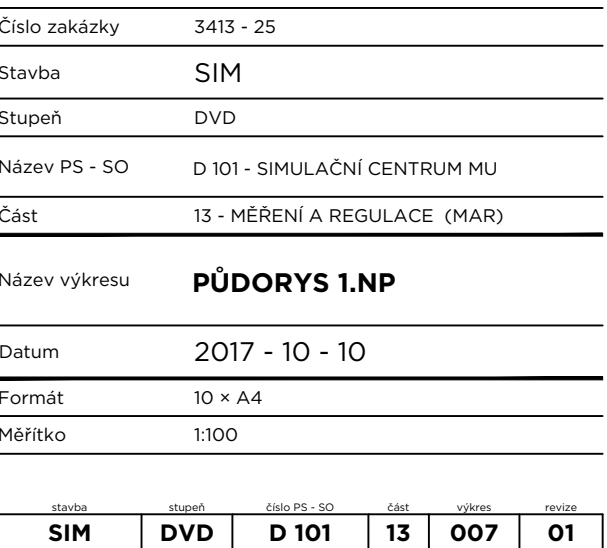 Číslo zakázky 3413 - 25
Stavba SIM
Stupeň DVD
Název PS - SO D 101 - SIMULAČNÍ CENTRUM MU
Část 13 - MĚŘENÍ A REGULACE (MAR)
Název výkresu PŮDORYS 1.NP
Datum 2017 - 10 - 10
Formát 10 × A4
Měřítko 1:100
stavba stupeň číslo PS - SO část výkres revize
SIM DVD D 101 13 007 01